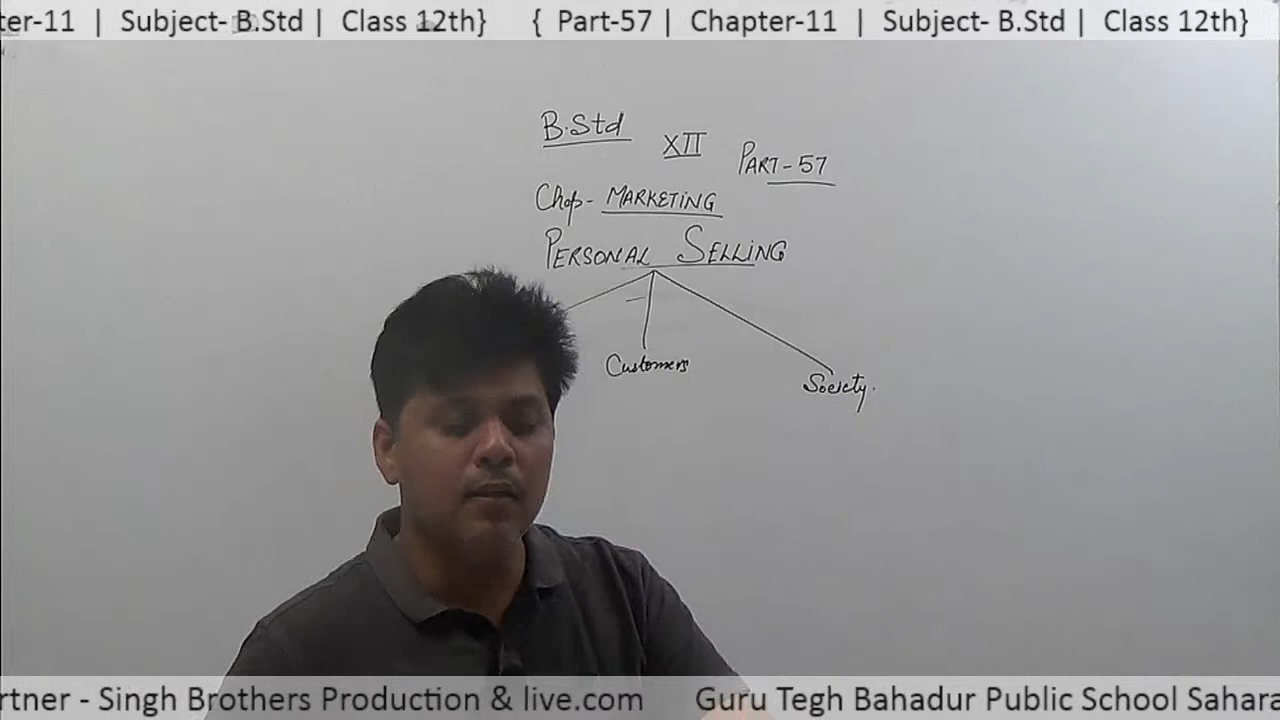 ter-11 | Subject- B.Std | Class 12th} { Part-57 | Chapter-11 | Subject- B.Std | Class 12th}
B.Std XII PART-57
Chap- MARKETING
PERSONAL SELLING
Customers
Society.
rtner - Singh Brothers Production & live.com Guru Tegh Bahadur Public School Sahara